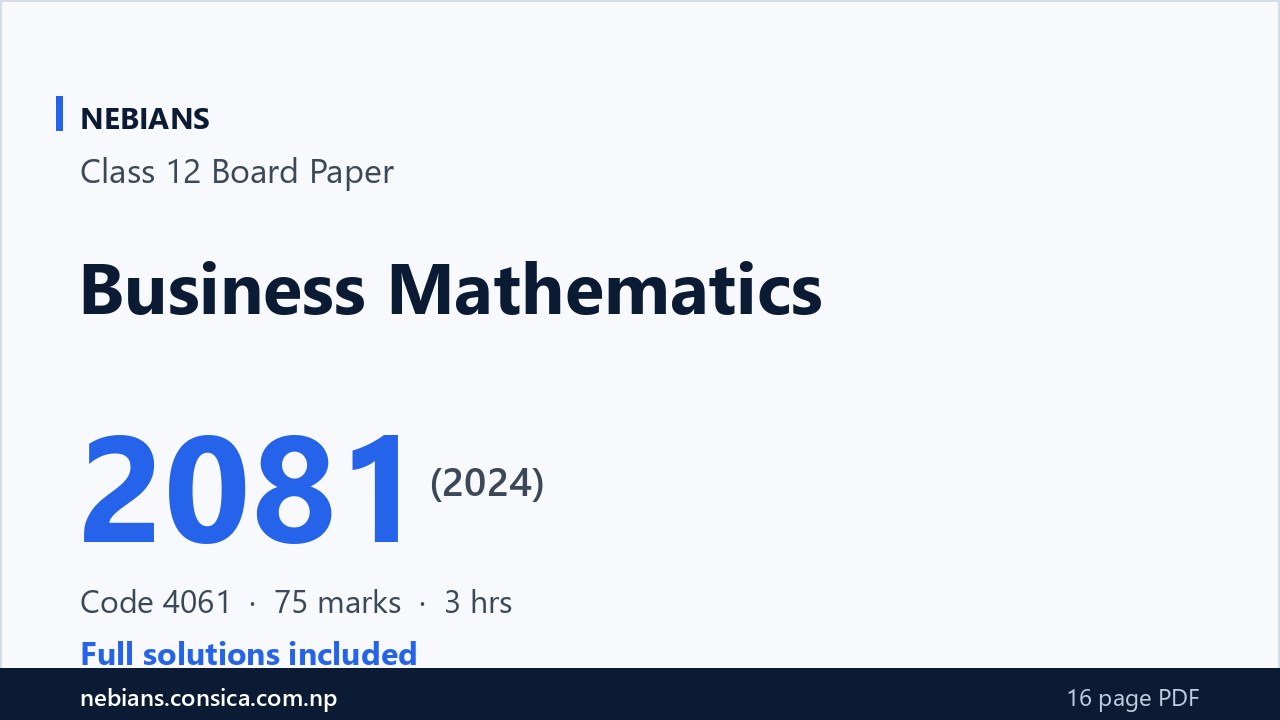 NEBIANS
Class 12 Board Paper
Business Mathematics
2081 (2024)
Code 4061 · 75 marks · 3 hrs
Full solutions included
nebians.consica.com.np
16 page PDF